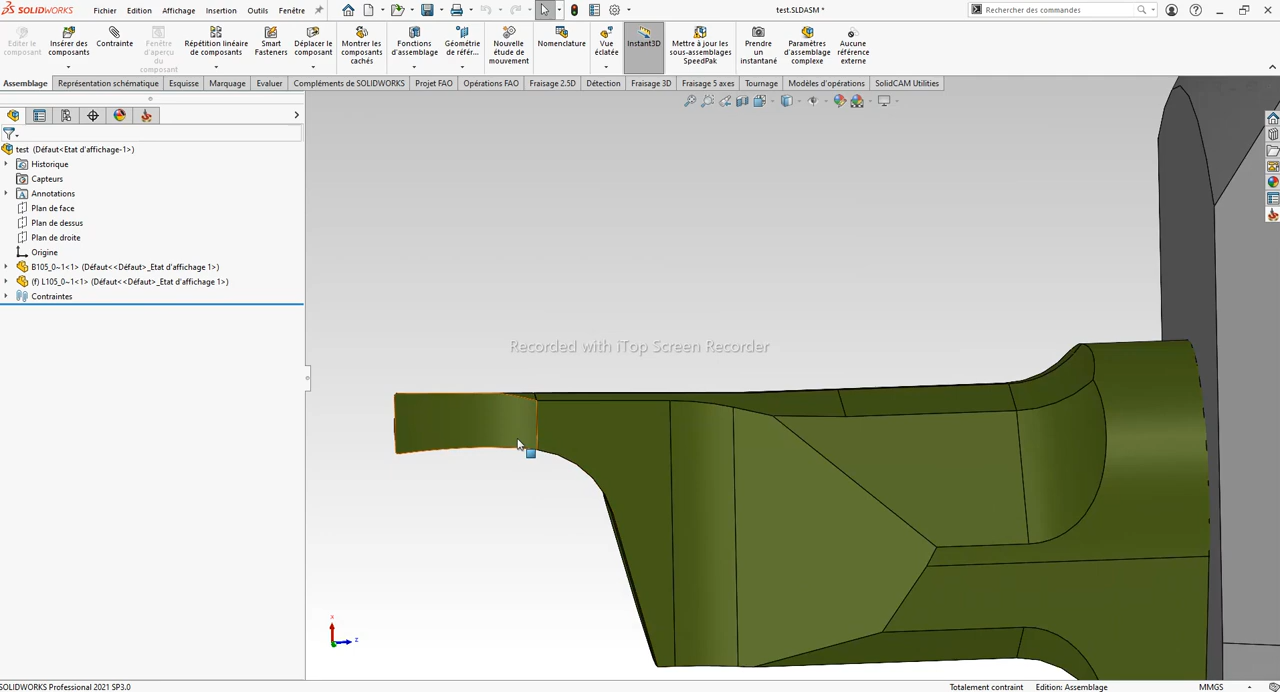 SOLIDWORKS
Fichier Edition Affichage Insertion Outils Fenêtre
test.SLDASM *
Rechercher des commandes
Editer le composant
Insérer des composants
Contrainte
Fenêtre d'aperçu du composant
Répétition linéaire de composants
Smart Fasteners
Déplacer le composant
Montrer les composants cachés
Fonctions d'assemblage
Géométrie de référ...
Nouvelle étude de mouvement
Nomenclature
Vue éclatée
Instant3D
Mettre à jour les sous-assemblages SpeedPak
Prendre un instantané
Paramètres d'assemblage complexe
Aucune référence externe
Assemblage Représentation schématique Esquisse Marquage Evaluer Compléments de SOLIDWORKS Projet FAO Opérations FAO Fraisage 2.5D Détection Fraisage 3D Fraisage 5 axes Tournage Modèles d'opérations SolidCAM Utilities
test (Défaut<Etat d'affichage-1>)
Historique
Capteurs
Annotations
Plan de face
Plan de dessus
Plan de droite
Origine
B105_0~1<1> (Défaut<<Défaut>_Etat d'affichage 1>)
(f) L105_0~1<1> (Défaut<<Défaut>_Etat d'affichage 1>)
Contraintes
Recorded with iTop Screen Recorder
x
z
SOLIDWORKS Professional 2021 SP3.0
Totalement contraint
Edition: Assemblage
MMGS